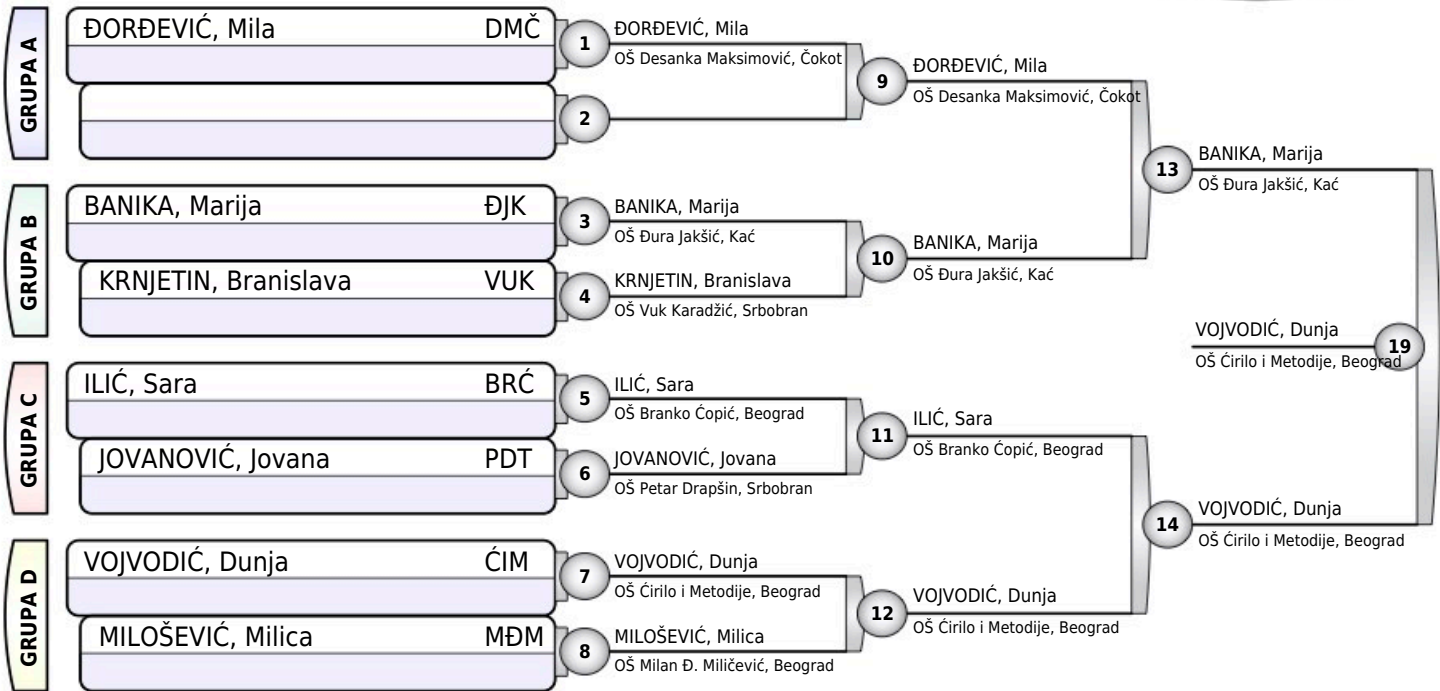 GRUPA A
ĐORĐEVIĆ, Mila DMČ
1
ĐORĐEVIĆ, Mila
OŠ Desanka Maksimović, Čokot
2
9
ĐORĐEVIĆ, Mila
OŠ Desanka Maksimović, Čokot
GRUPA B
BANIKA, Marija ĐJK
3
BANIKA, Marija
OŠ Đura Jakšić, Kać
KRNJETIN, Branislava VUK
4
KRNJETIN, Branislava
OŠ Vuk Karadžić, Srbobran
10
BANIKA, Marija
OŠ Đura Jakšić, Kać
13
BANIKA, Marija
OŠ Đura Jakšić, Kać
GRUPA C
ILIĆ, Sara BRĆ
5
ILIĆ, Sara
OŠ Branko Ćopić, Beograd
JOVANOVIĆ, Jovana PDT
6
JOVANOVIĆ, Jovana
OŠ Petar Drapšin, Srbobran
11
ILIĆ, Sara
OŠ Branko Ćopić, Beograd
GRUPA D
VOJVODIĆ, Dunja ĆIM
7
VOJVODIĆ, Dunja
OŠ Ćirilo i Metodije, Beograd
MILOŠEVIĆ, Milica MĐM
8
MILOŠEVIĆ, Milica
OŠ Milan Đ. Miličević, Beograd
12
VOJVODIĆ, Dunja
OŠ Ćirilo i Metodije, Beograd
14
VOJVODIĆ, Dunja
OŠ Ćirilo i Metodije, Beograd
VOJVODIĆ, Dunja
19
OŠ Ćirilo i Metodije, Beograd